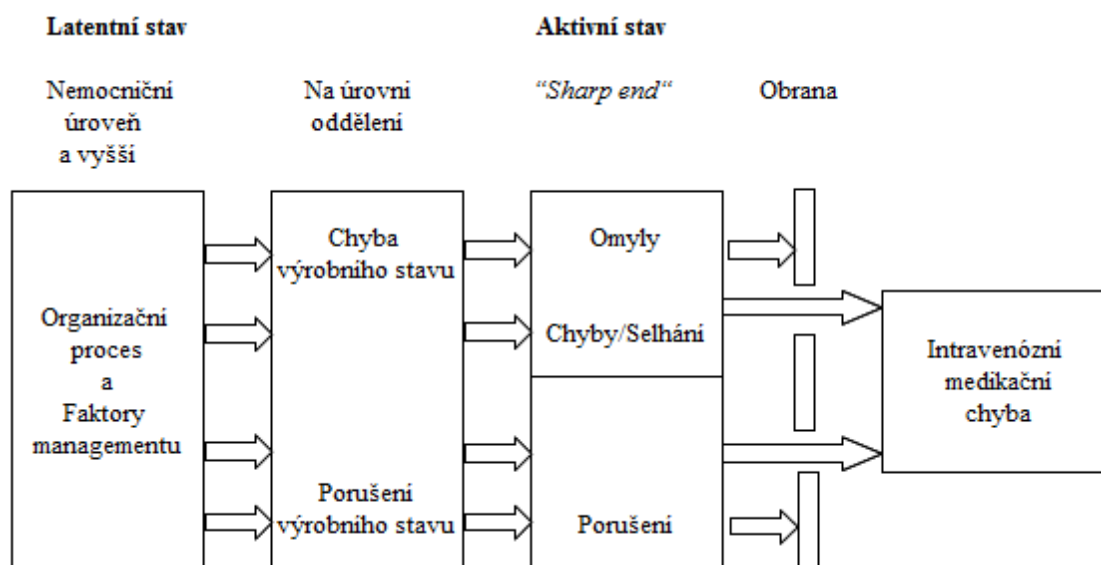 Latentní stav
Aktivní stav
Nemocniční
úroveň
a vyšší
Na úrovni
oddělení
“Sharp end“
Obrana
Organizační
proces
a
Faktory
managementu
Chyba
výrobního stavu
Porušení
výrobního stavu
Omyly
Chyby/Selhání
Porušení
Intravenózní
medikační
chyba